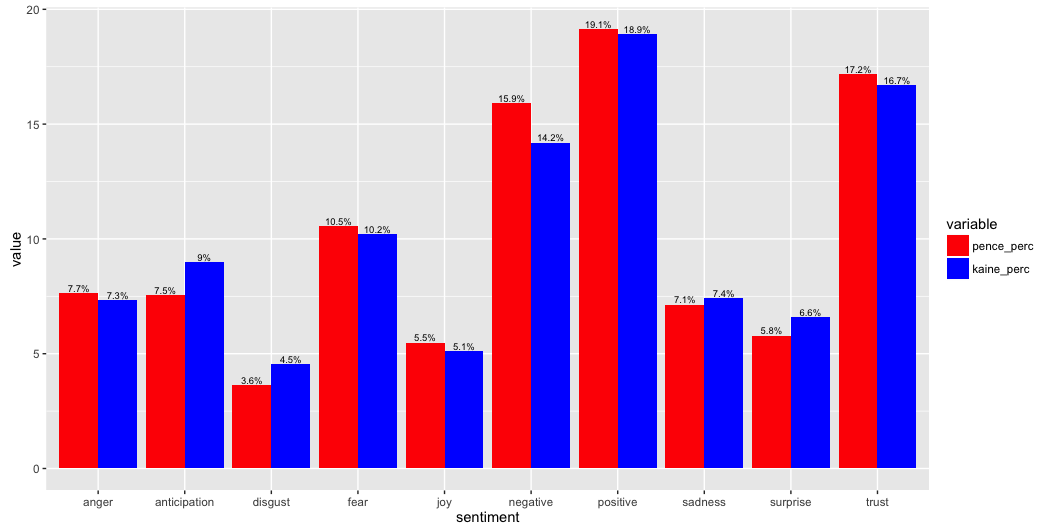 20
15
10
5
0
value
7.7%
7.3%
7.5%
9%
3.6%
4.5%
10.5%
10.2%
5.5%
5.1%
15.9%
14.2%
19.1%
18.9%
7.1%
7.4%
5.8%
6.6%
17.2%
16.7%
anger
anticipation
disgust
fear
joy
negative
positive
sadness
surprise
trust
sentiment
variable
pence_perc
kaine_perc